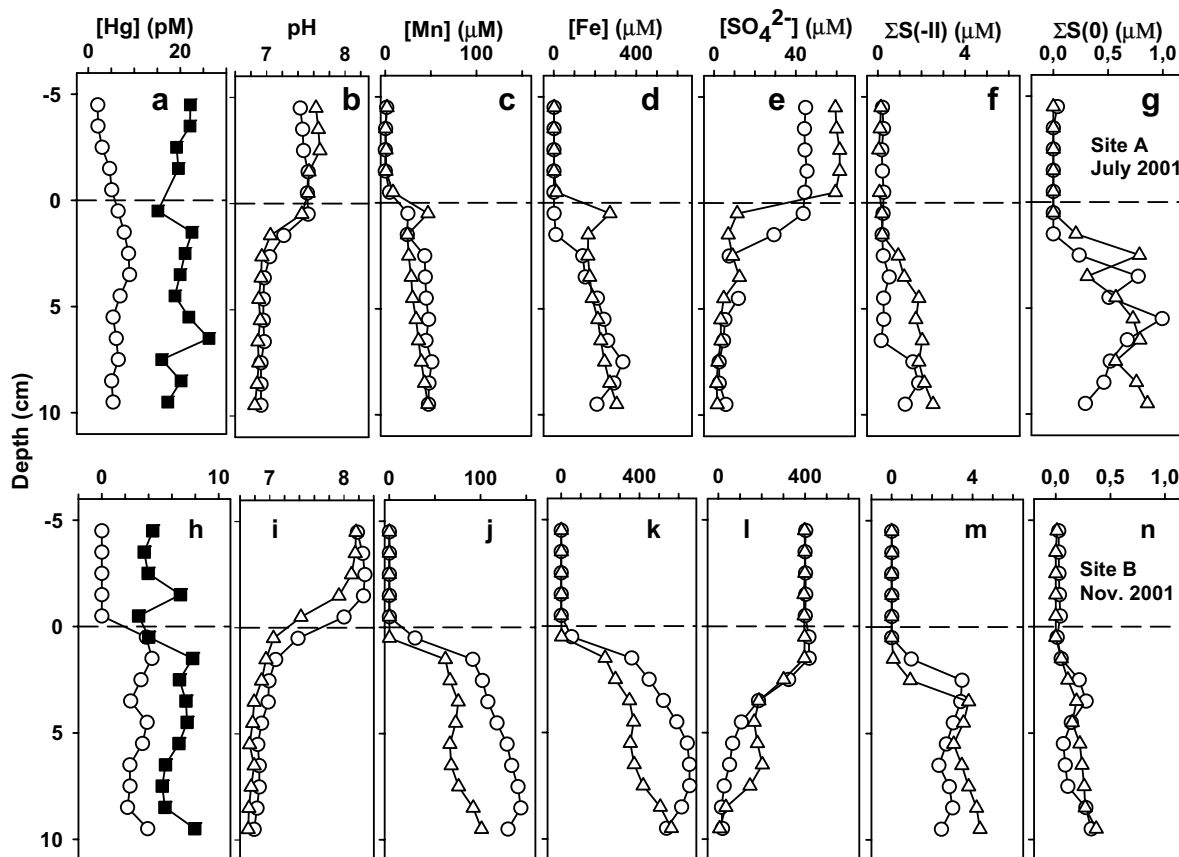 [Hg] (pM) pH [Mn] (µM) [Fe] (µM) [SO₄²⁻] (µM) ΣS(-II) (µM) ΣS(0) (µM)
0 20 7 8 0 100 0 400 0 40 0 4 0 0,5 1,0
-5 a b c d e f g
Site A
July 2001
0
5
10
Depth (cm)
0 10 7 8 0 100 0 400 0 400 0 4 0,0 0,5 1,0
-5 h i j k l m n
Site B
Nov. 2001
0
5
10